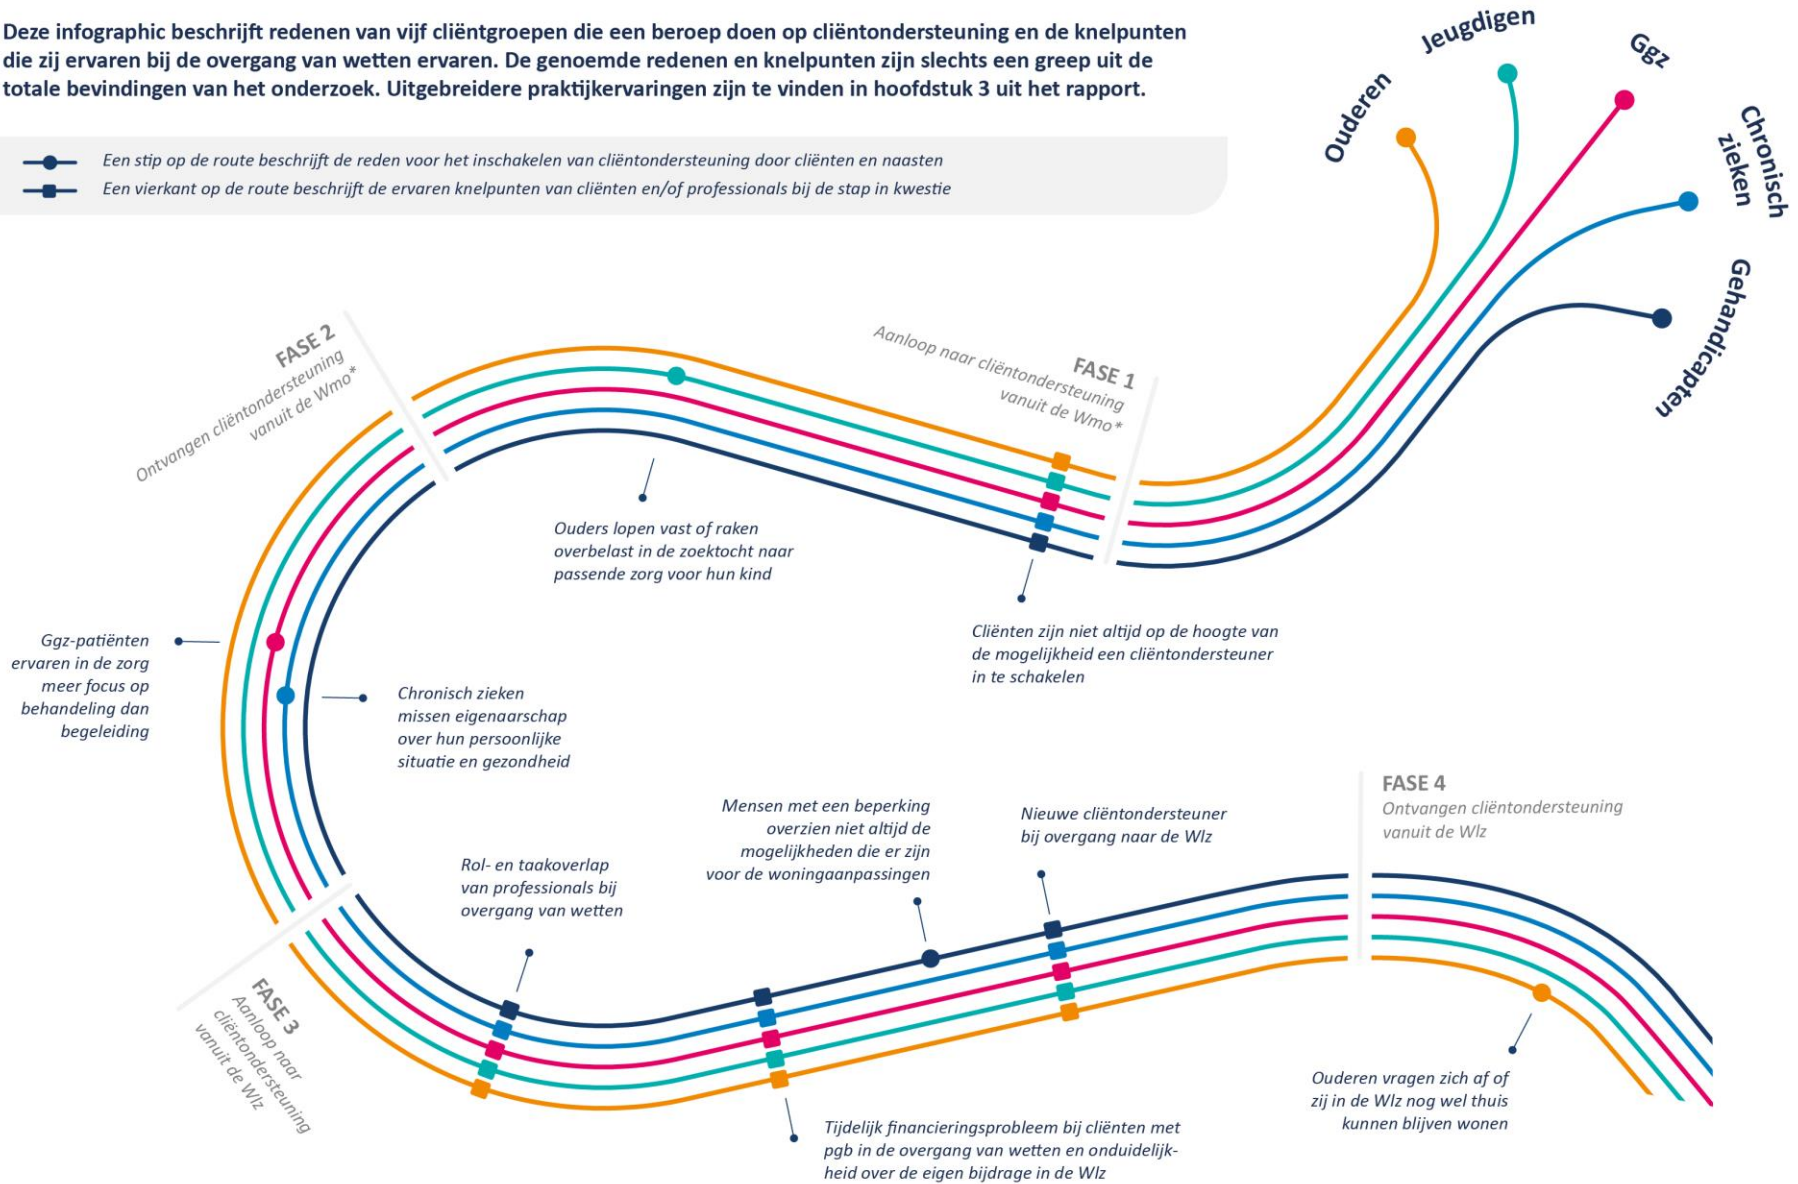 Deze infographic beschrijft redenen van vijf cliëntgroepen die een beroep doen op cliëntondersteuning en de knelpunten
die zij ervaren bij de overgang van wetten ervaren. De genoemde redenen en knelpunten zijn slechts een greep uit de
totale bevindingen van het onderzoek. Uitgebreidere praktijkervaringen zijn te vinden in hoofdstuk 3 uit het rapport.
Een stip op de route beschrijft de reden voor het inschakelen van cliëntondersteuning door cliënten en naasten
Een vierkant op de route beschrijft de ervaren knelpunten van cliënten en/of professionals bij de stap in kwestie
Ouderen
Jeugdigen
Ggz
Chronisch
zieken
Gehandicapten
FASE 1
Aanloop naar cliëntondersteuning
vanuit de Wmo*
Cliënten zijn niet altijd op de hoogte van
de mogelijkheid een cliëntondersteuner
in te schakelen
Ouders lopen vast of raken
overbelast in de zoektocht naar
passende zorg voor hun kind
FASE 2
Ontvangen cliëntondersteuning
vanuit de Wmo*
Ggz-patiënten
ervaren in de zorg
meer focus op
behandeling dan
begeleiding
Chronisch zieken
missen eigenaarschap
over hun persoonlijke
situatie en gezondheid
FASE 3
Aanloop naar
cliëntondersteuning
vanuit de Wlz
Rol- en taakoverlap
van professionals bij
overgang van wetten
Tijdelijk financieringsprobleem bij cliënten met
pgb in de overgang van wetten en onduidelijk-
heid over de eigen bijdrage in de Wlz
Mensen met een beperking
overzien niet altijd de
mogelijkheden die er zijn
voor de woningaanpassingen
Nieuwe cliëntondersteuner
bij overgang naar de Wlz
FASE 4
Ontvangen cliëntondersteuning
vanuit de Wlz
Ouderen vragen zich af of
zij in de Wlz nog wel thuis
kunnen blijven wonen